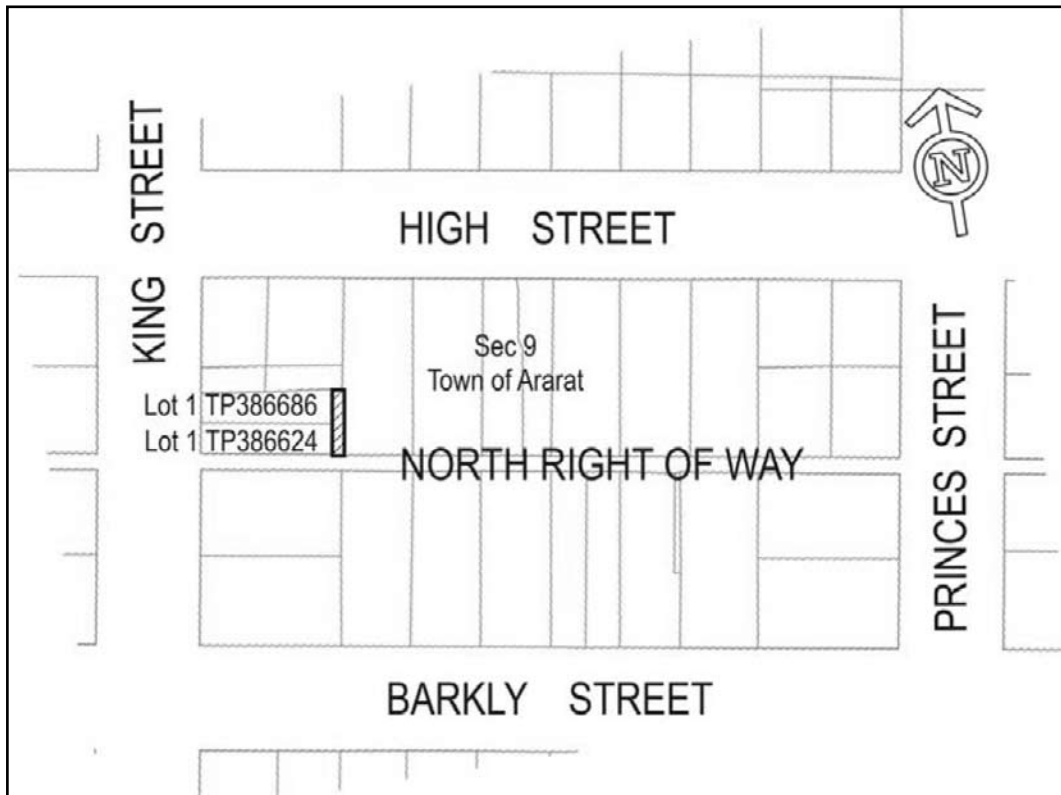 KING STREET
HIGH STREET
N
Sec 9
Town of Ararat
Lot 1 TP386686
Lot 1 TP386624
NORTH RIGHT OF WAY
PRINCES STREET
BARKLY STREET